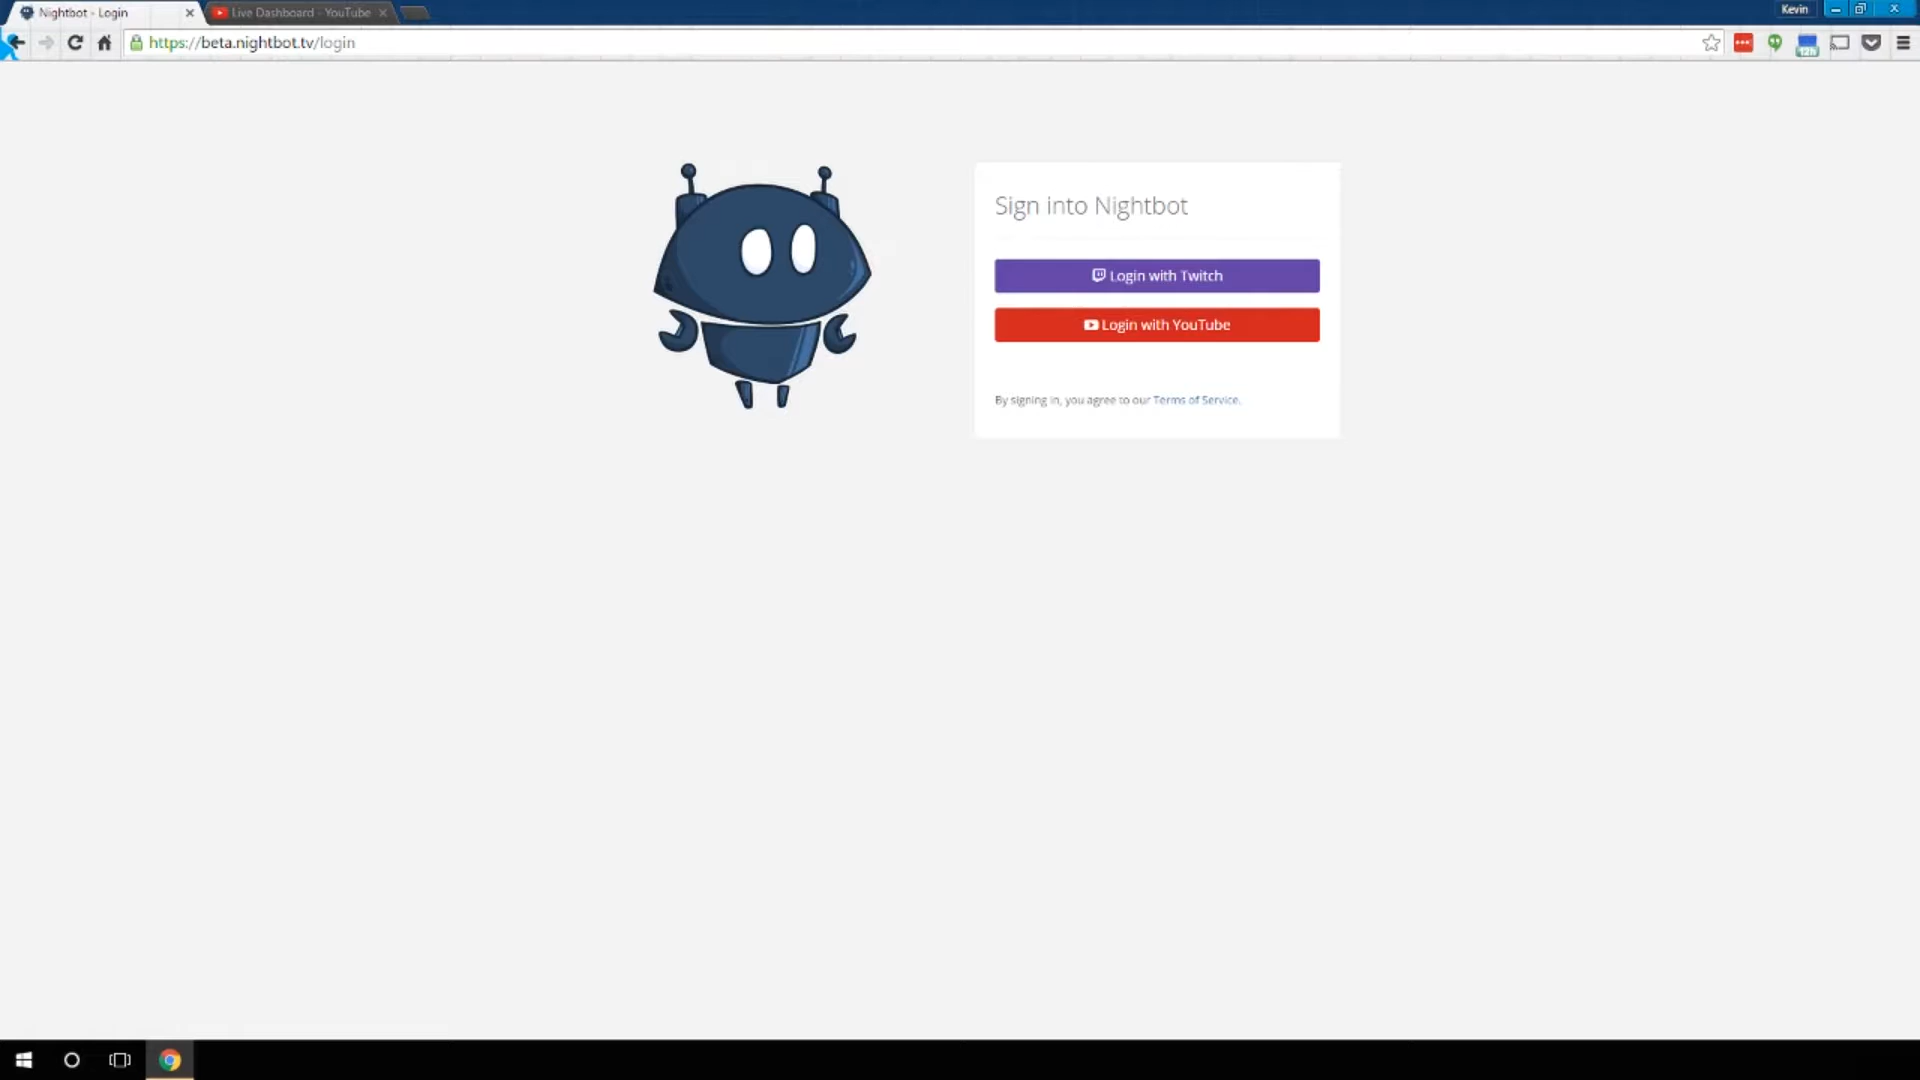 Nightbot - Login
Live Dashboard - YouTube
Kevin
https://beta.nightbot.tv/login
12h
Sign into Nightbot
Login with Twitch
Login with YouTube
By signing in, you agree to our Terms of Service.